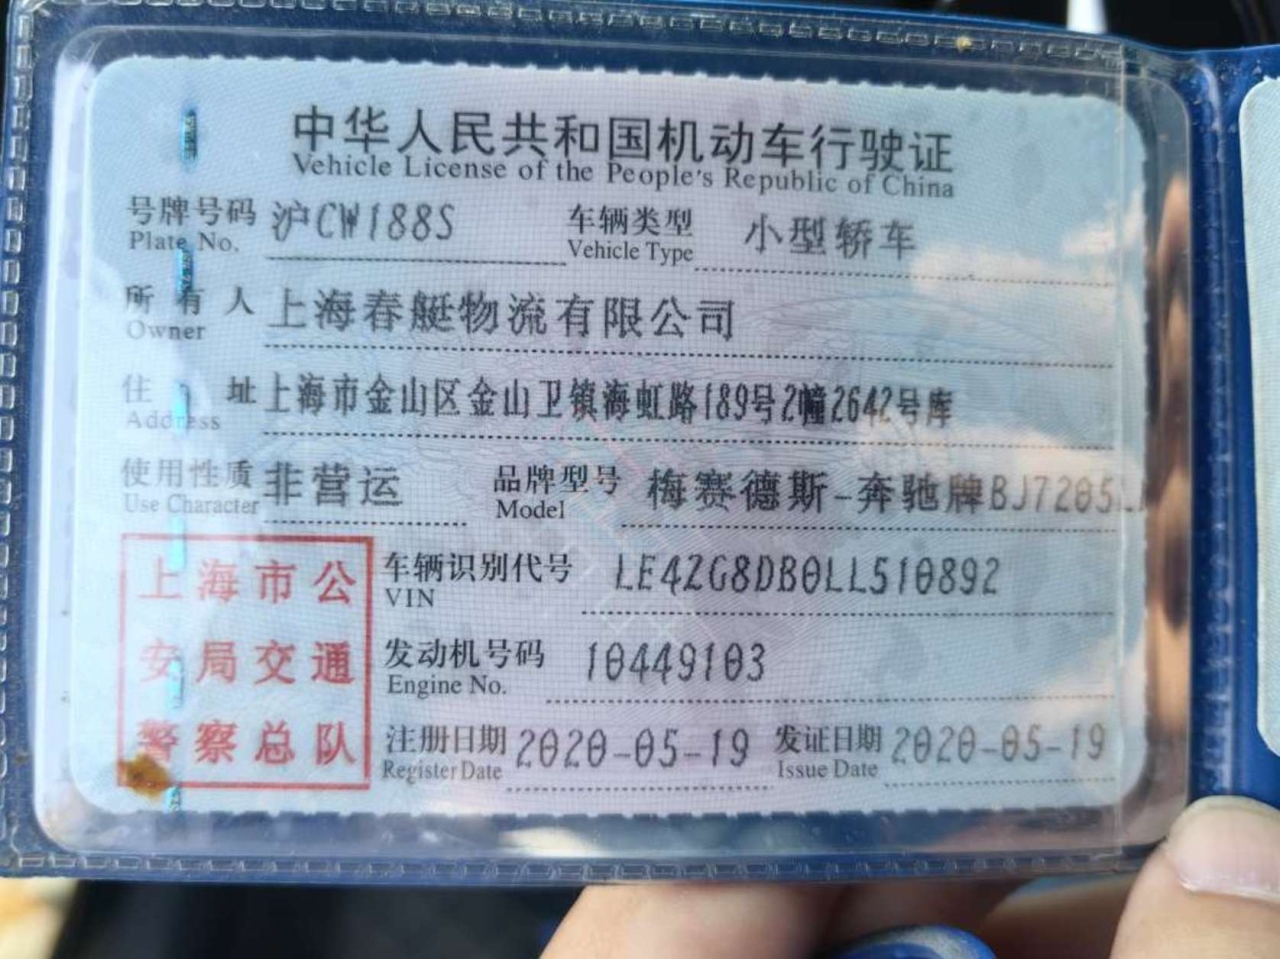 中华人民共和国机动车行驶证
Vehicle License of the People's Republic of China
号牌号码 沪CW188S 车辆类型 小型轿车
Plate No. Vehicle Type
所有人 上海春艇物流有限公司
Owner
住址 上海市金山区金山卫镇海虹路189号2幢2642号库
Address
使用性质 非营运 品牌型号 梅赛德斯-奔驰牌BJ7205
Use Character Model
车辆识别代号 LE4ZG8DB0LL510892
VIN
发动机号码 10449103
Engine No.
注册日期 2020-05-19 发证日期 2020-05-19
Register Date Issue Date
上海市公
安局交通
警察总队